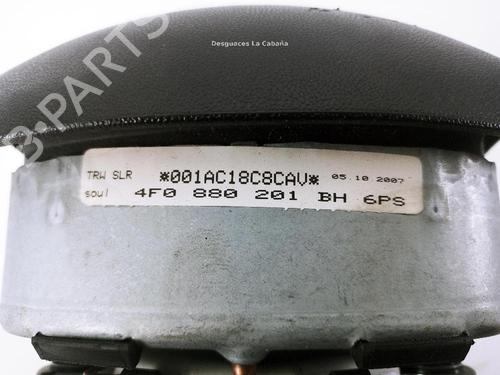 Desguaces La Cabaña
B-PARTS
TRW SLR *001AC18C8CAV* 05.10.2007
soul 4F0 880 201 BH 6PS